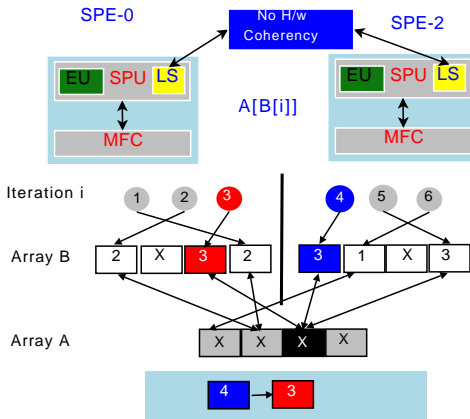 SPE-0
No H/w
Coherency
SPE-2
EU SPU LS
MFC
A[B[i]]
EU SPU LS
MFC
Iteration i
1 2 3 4 5 6
Array B
2 X 3 2 3 1 X 3
Array A
X X X X
4 3